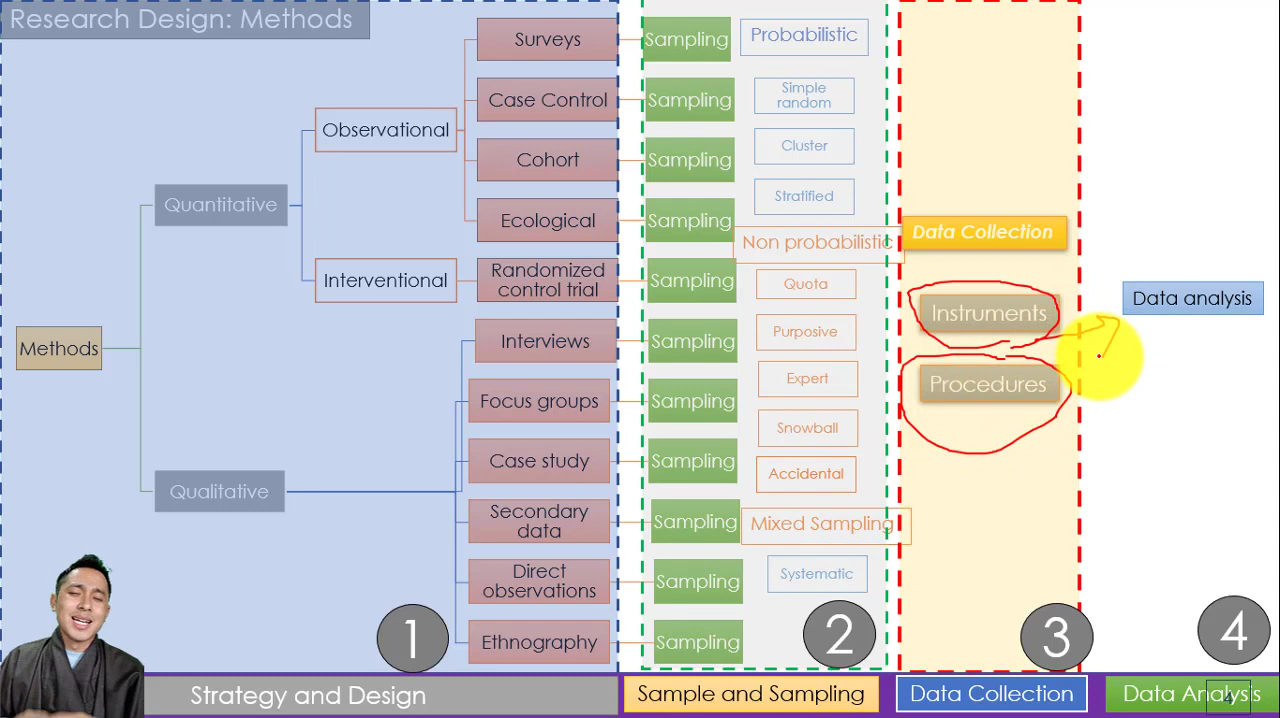 Research Design: Methods
Methods
Quantitative
Qualitative
Observational
Interventional
Surveys
Case Control
Cohort
Ecological
Randomized
control trial
Interviews
Focus groups
Case study
Secondary
data
Direct
observations
Ethnography
Sampling
Sampling
Sampling
Sampling
Sampling
Sampling
Sampling
Sampling
Sampling
Sampling
Sampling
Probabilistic
Simple
random
Cluster
Stratified
Non probabilistic
Quota
Purposive
Expert
Snowball
Accidental
Mixed Sampling
Systematic
Data Collection
Instruments
Procedures
Data analysis
1
2
3
4
Strategy and Design
Sample and Sampling
Data Collection
Data Analysis
4